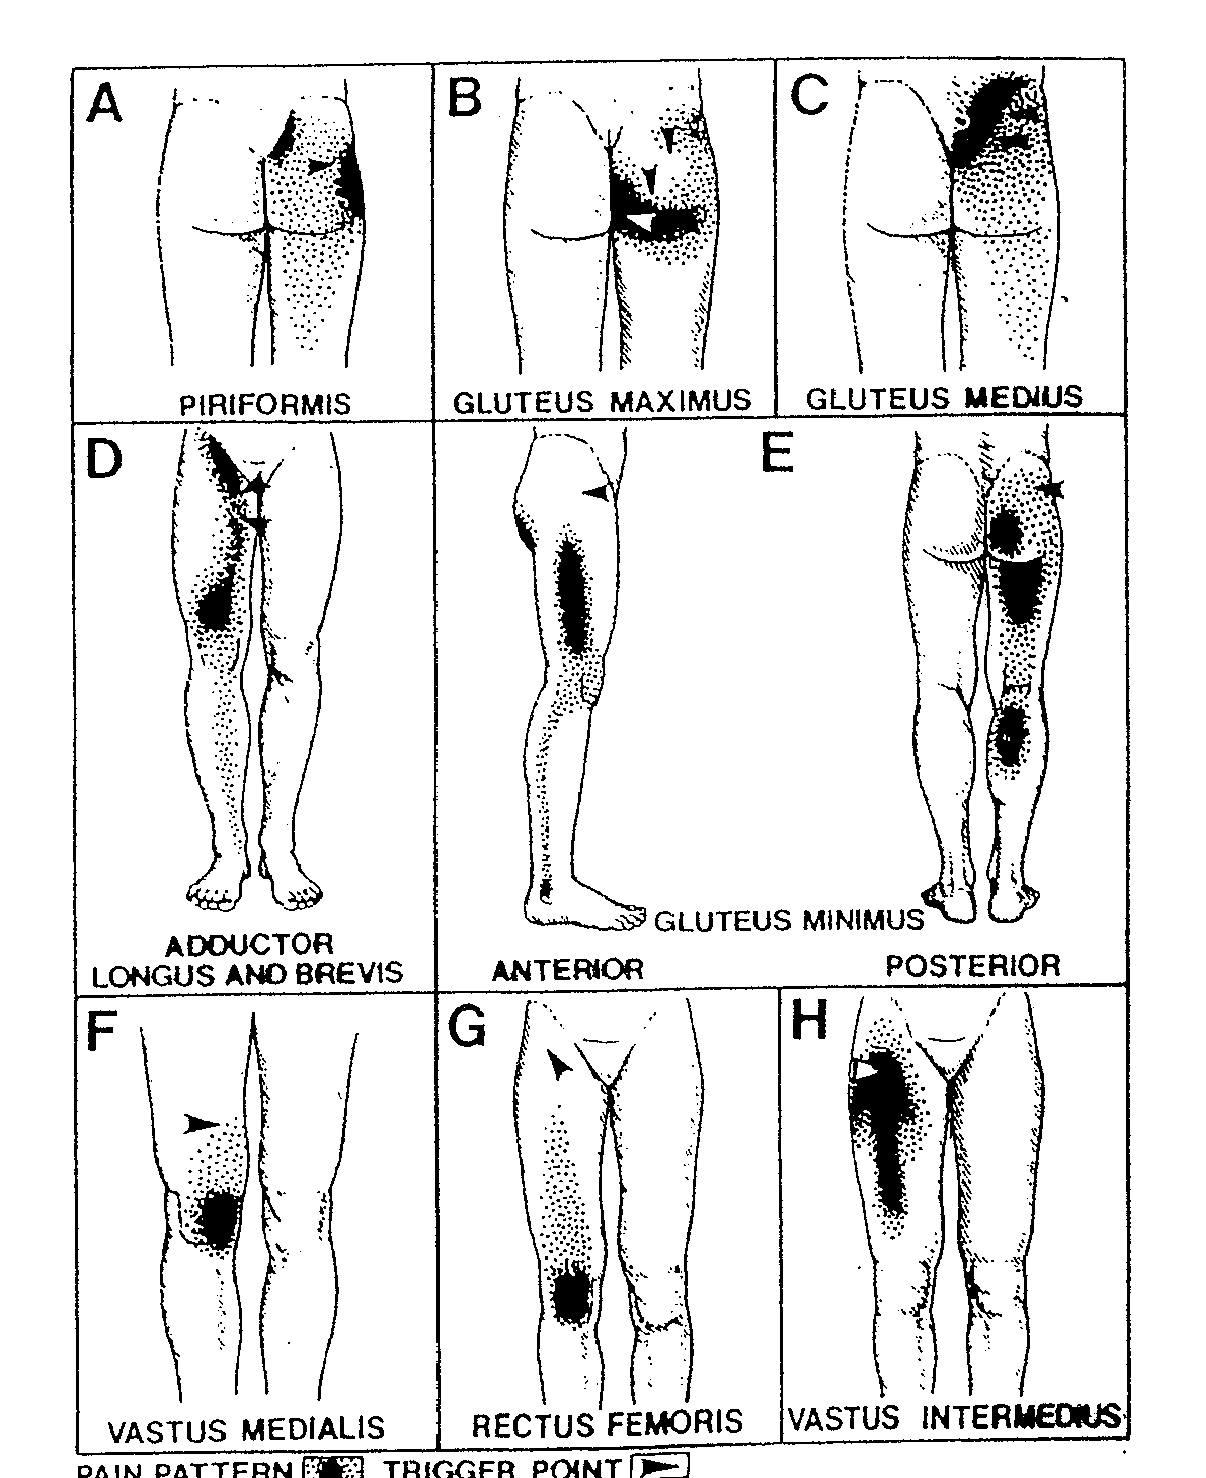 A
B
C
PIRIFORMIS
GLUTEUS MAXIMUS
GLUTEUS MEDIUS
D
E
GLUTEUS MINIMUS
ADDUCTOR
LONGUS AND BREVIS
ANTERIOR
POSTERIOR
F
G
H
VASTUS MEDIALIS
RECTUS FEMORIS
VASTUS INTERMEDIUS
PAIN PATTERN TRIGGER POINT